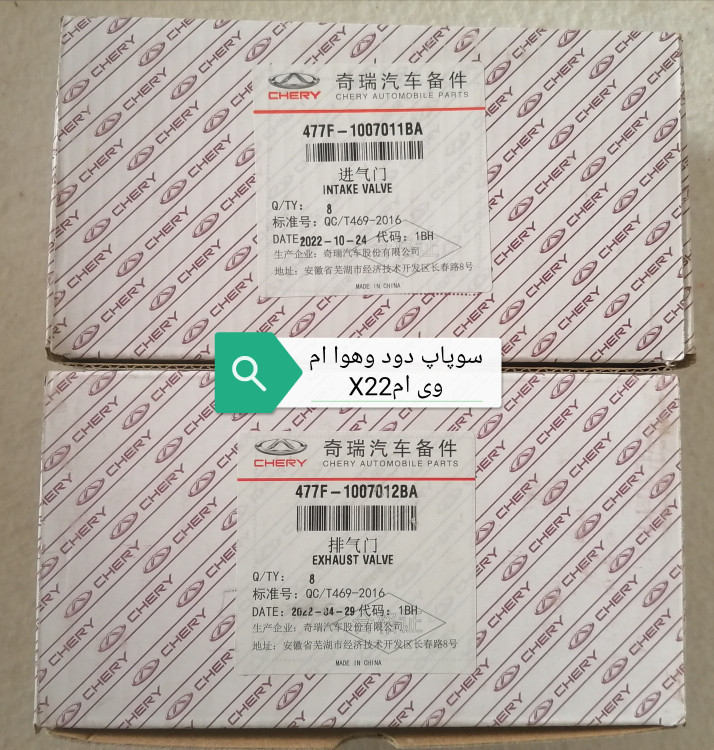 CHERY
奇瑞汽车备件
CHERY AUTOMOBILE PARTS
477F-1007011BA
进气门
INTAKE VALVE
Q/TY: 8
标准号: QC/T469-2016
DATE 2022-10-24 代码: 1BH
生产企业: 奇瑞汽车股份有限公司
地址: 安徽省芜湖市经济技术开发区长春路8号
MADE IN CHINA
سوپاپ دود وهوا ام
وی امX22
CHERY
奇瑞汽车备件
CHERY AUTOMOBILE PARTS
477F-1007012BA
排气门
EXHAUST VALVE
Q/TY: 8
标准号: QC/T469-2016
DATE: 2022-04-29 代码: 1BH
生产企业: 奇瑞汽车股份有限公司
地址: 安徽省芜湖市经济技术开发区长春路8号
MADE IN CHINA